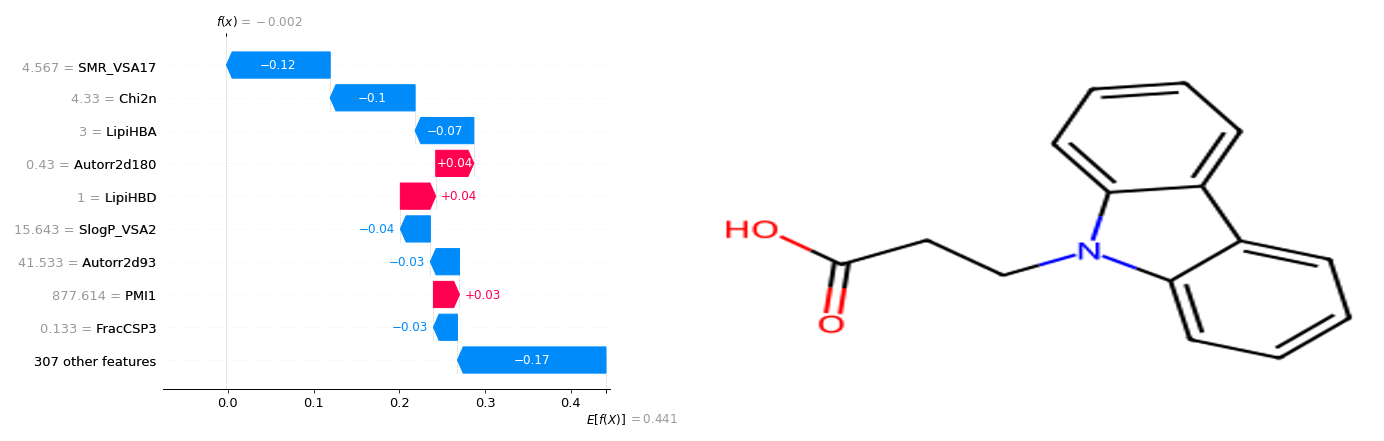 f(x) = −0.002
4.567 = SMR_VSA17
−0.12
4.33 = Chi2n
−0.1
3 = LipiHBA
−0.07
0.43 = Autorr2d180
+0.04
1 = LipiHBD
+0.04
15.643 = SlogP_VSA2
−0.04
41.533 = Autorr2d93
−0.03
877.614 = PMI1
+0.03
0.133 = FracCSP3
−0.03
307 other features
−0.17
0.0 0.1 0.2 0.3 0.4
E[f(X)] = 0.441
HO
O
N